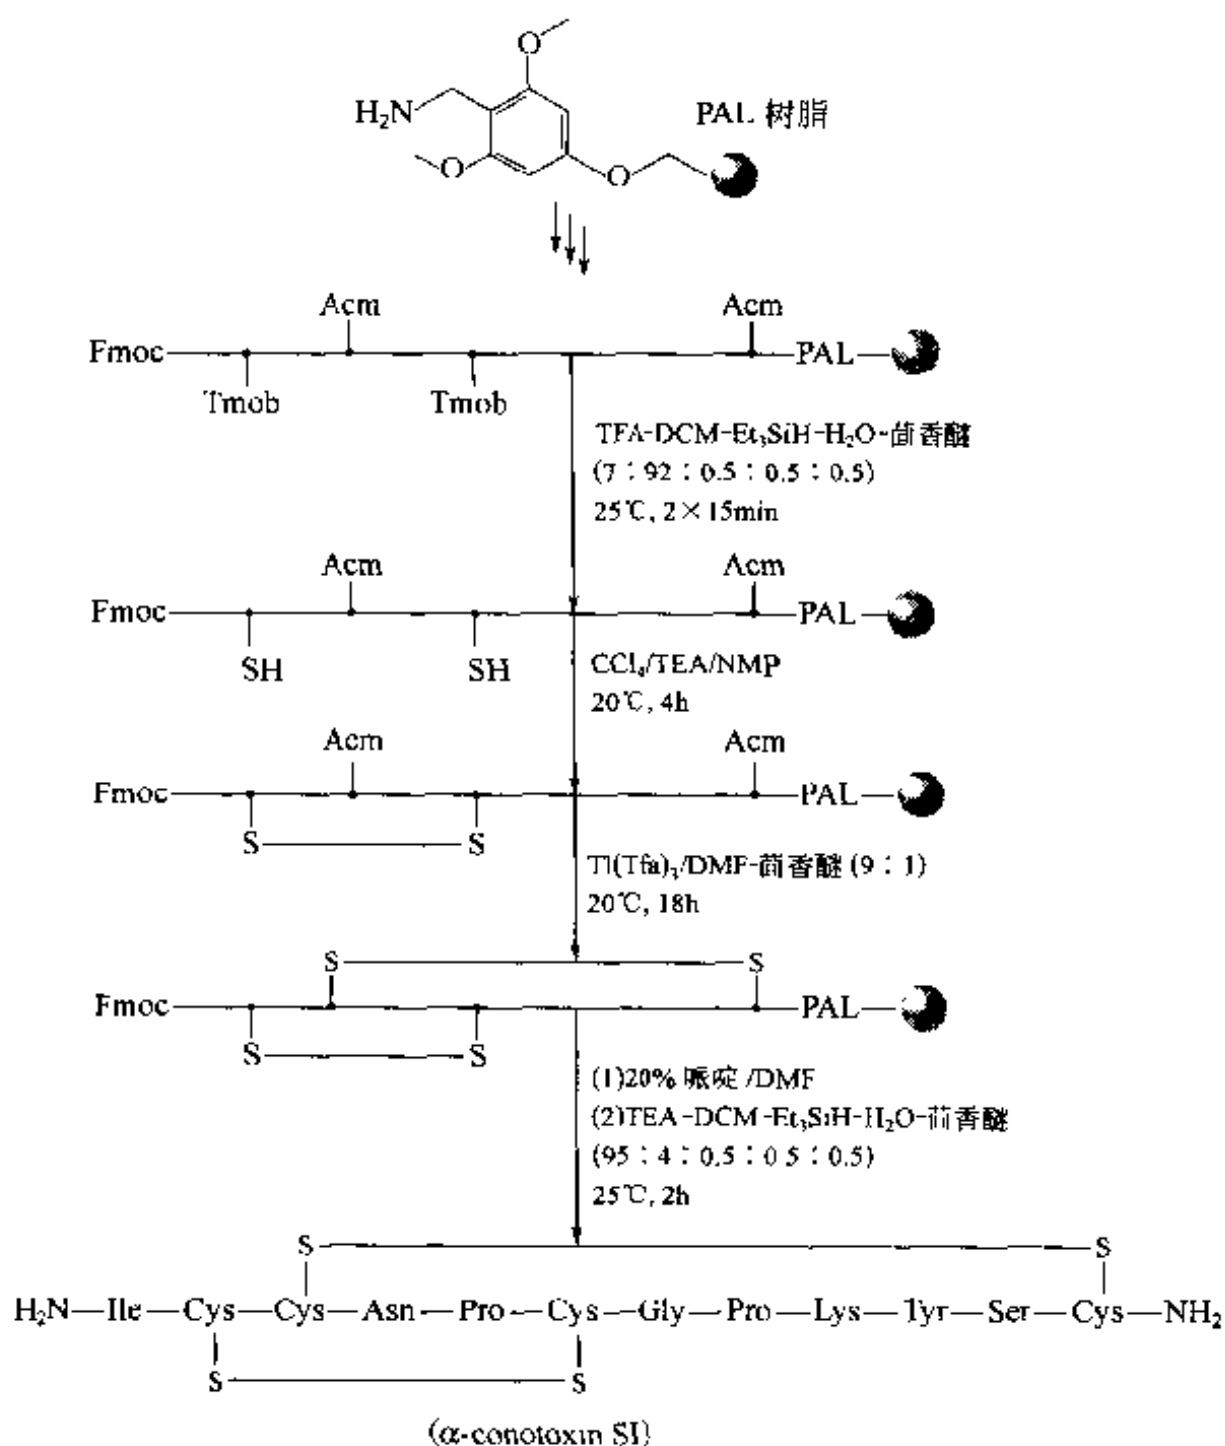 O
H₂N
PAL 树脂
O
O
Acm
Acm
Fmoc
PAL
Tmob
Tmob
TFA-DCM-Et₃SiH-H₂O-茴香醚
(7:92:0.5:0.5:0.5)
25℃, 2×15min
Acm
Acm
Fmoc
PAL
SH
SH
CCl₄/TEA/NMP
20℃, 4h
Acm
Acm
Fmoc
PAL
S
S
Tl(Tfa)₃/DMF-茴香醚 (9:1)
20℃, 18h
S
S
Fmoc
PAL
S
S
(1)20% 哌啶 /DMF
(2)TEA-DCM-Et₃SiH-H₂O-茴香醚
(95:4:0.5:0.5:0.5)
25℃, 2h
S
S
H₂N—Ile—Cys—Cys—Asn—Pro—Cys—Gly—Pro—Lys—Tyr—Ser—Cys—NH₂
S
S
(α-conotoxin SI)